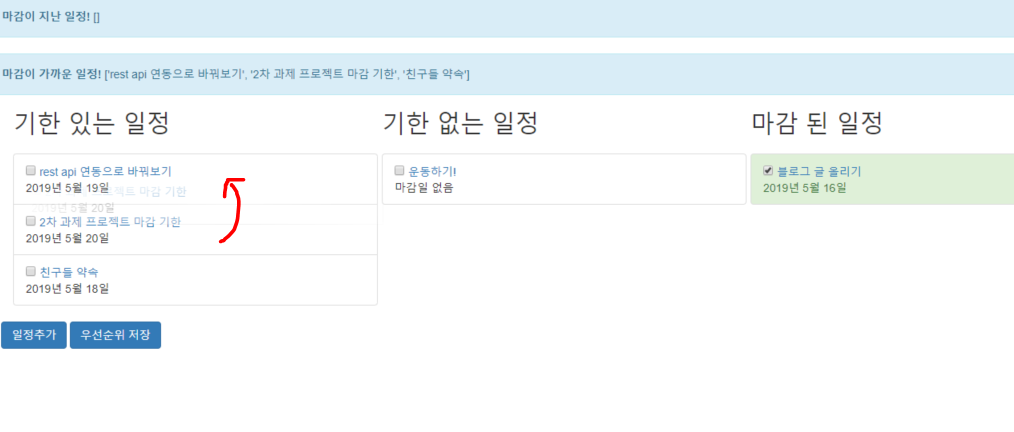 마감이 지난 일정! []
마감이 가까운 일정! ['rest api 연동으로 바꿔보기', '2차 과제 프로젝트 마감 기한', '친구들 약속']
기한 있는 일정
rest api 연동으로 바꿔보기
2019년 5월 19일
젝트 마감 기한
2019년 5월 20일
2차 과제 프로젝트 마감 기한
2019년 5월 20일
친구들 약속
2019년 5월 18일
기한 없는 일정
운동하기!
마감일 없음
마감 된 일정
블로그 글 올리기
2019년 5월 16일
일정추가 우선순위 저장